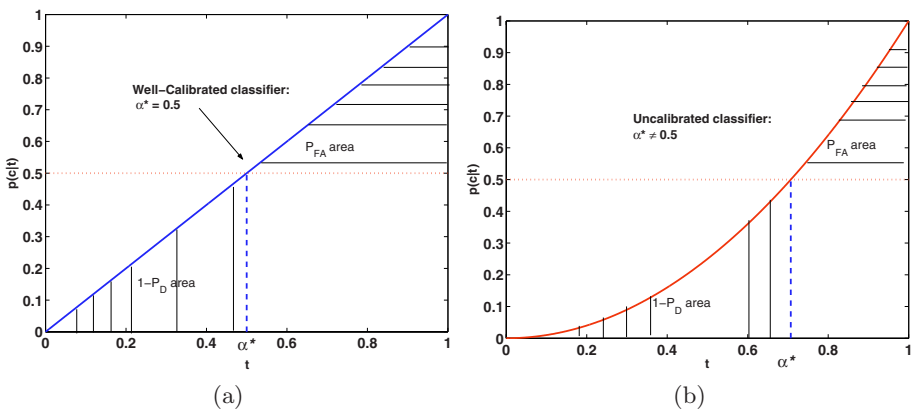 1
0.9
0.8
0.7
0.6
0.5
0.4
0.3
0.2
0.1
0
p(c|t)
Well-Calibrated classifier:
α* = 0.5
P_FA area
1-P_D area
0 0.2 0.4 α* 0.6 0.8 1
t
(a)
1
0.9
0.8
0.7
0.6
0.5
0.4
0.3
0.2
0.1
0
p(c|t)
Uncalibrated classifier:
α* ≠ 0.5
P_FA area
1-P_D area
0 0.2 0.4 0.6 α* 0.8 1
t
(b)